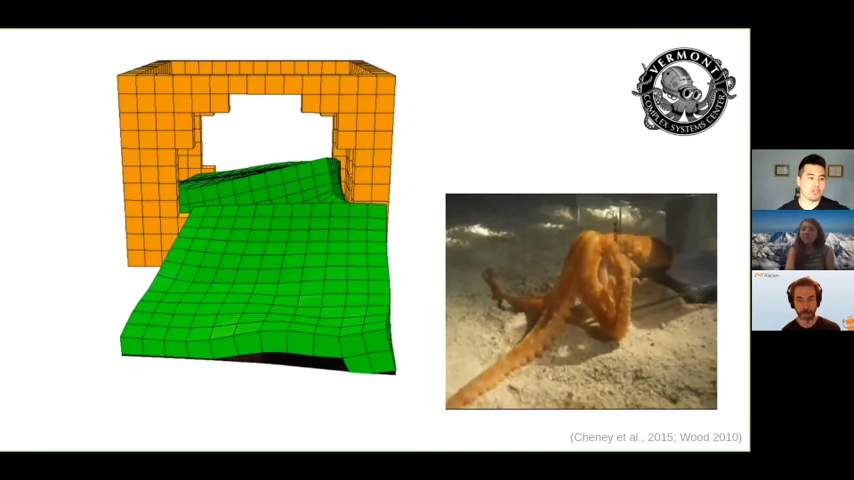 VERMONT
COMPLEX SYSTEMS CENTER
(Cheney et al., 2015; Wood 2010)